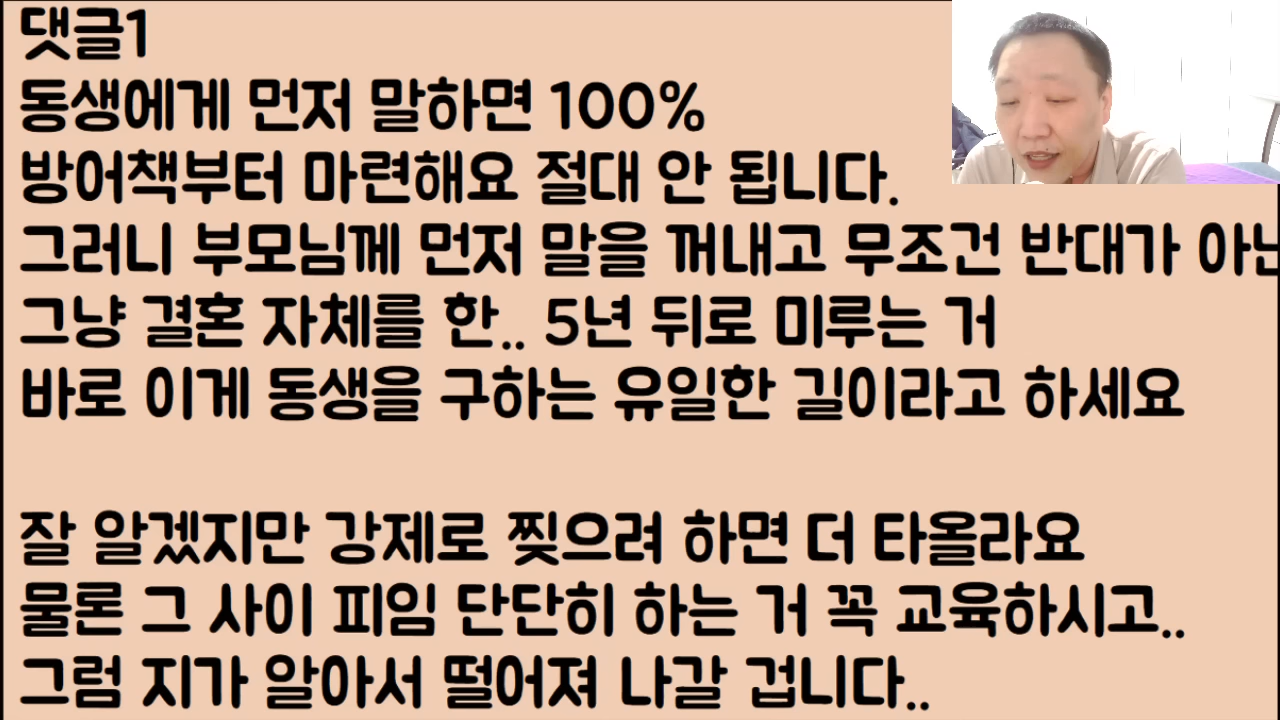 댓글1
동생에게 먼저 말하면 100%
방어책부터 마련해요 절대 안 됩니다.
그러니 부모님께 먼저 말을 꺼내고 무조건 반대가
그냥 결혼 자체를 한.. 5년 뒤로 미루는 거
바로 이게 동생을 구하는 유일한 길이라고 하세요
잘 알겠지만 강제로 찢으려 하면 더 타올라요
물론 그 사이 피임 단단히 하는 거 꼭 교육하시고..
그럼 지가 알아서 떨어져 나갈 겁니다..